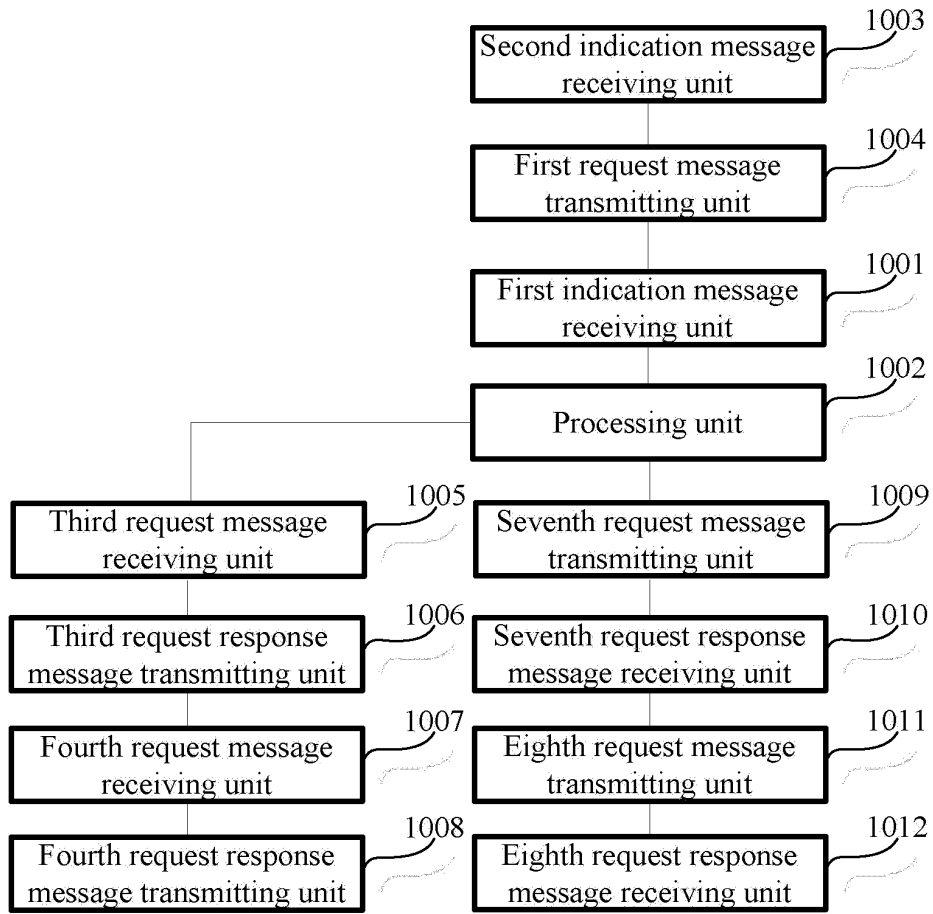 1003
Second indication message
receiving unit
1004
First request message
transmitting unit
1001
First indication message
receiving unit
1002
Processing unit
1005
Third request message
receiving unit
1006
Third request response
message transmitting unit
1007
Fourth request message
receiving unit
1008
Fourth request response
message transmitting unit
1009
Seventh request message
transmitting unit
1010
Seventh request response
message receiving unit
1011
Eighth request message
transmitting unit
1012
Eighth request response
message receiving unit